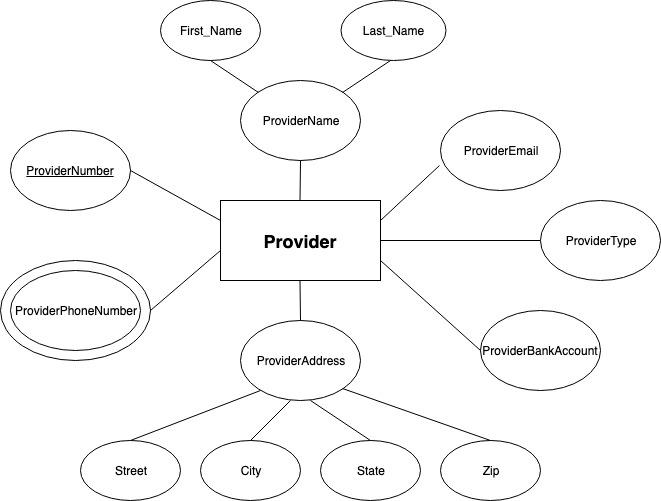 First_Name
Last_Name
ProviderName
ProviderEmail
ProviderNumber
Provider
ProviderType
ProviderPhoneNumber
ProviderBankAccount
ProviderAddress
Street
City
State
Zip